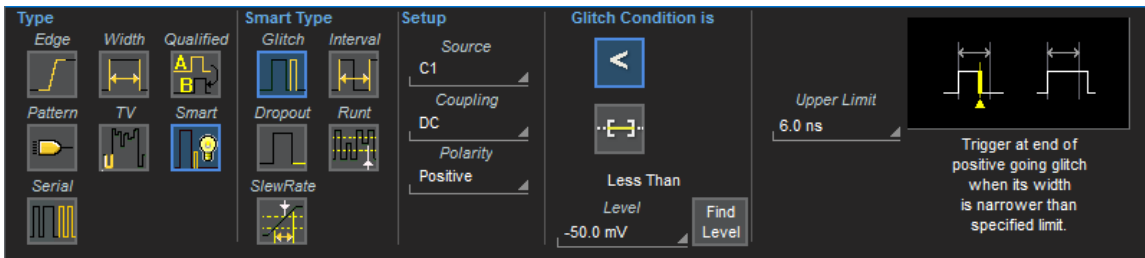 Type
Edge Width Qualified
A
B
Pattern TV Smart
U
Serial
Smart Type
Glitch Interval
Dropout Runt
SlewRate
Setup
Source
C1
Coupling
DC
Polarity
Positive
Glitch Condition is
<
Less Than
Level
-50.0 mV
Find
Level
Upper Limit
6.0 ns
Trigger at end of
positive going glitch
when its width
is narrower than
specified limit.